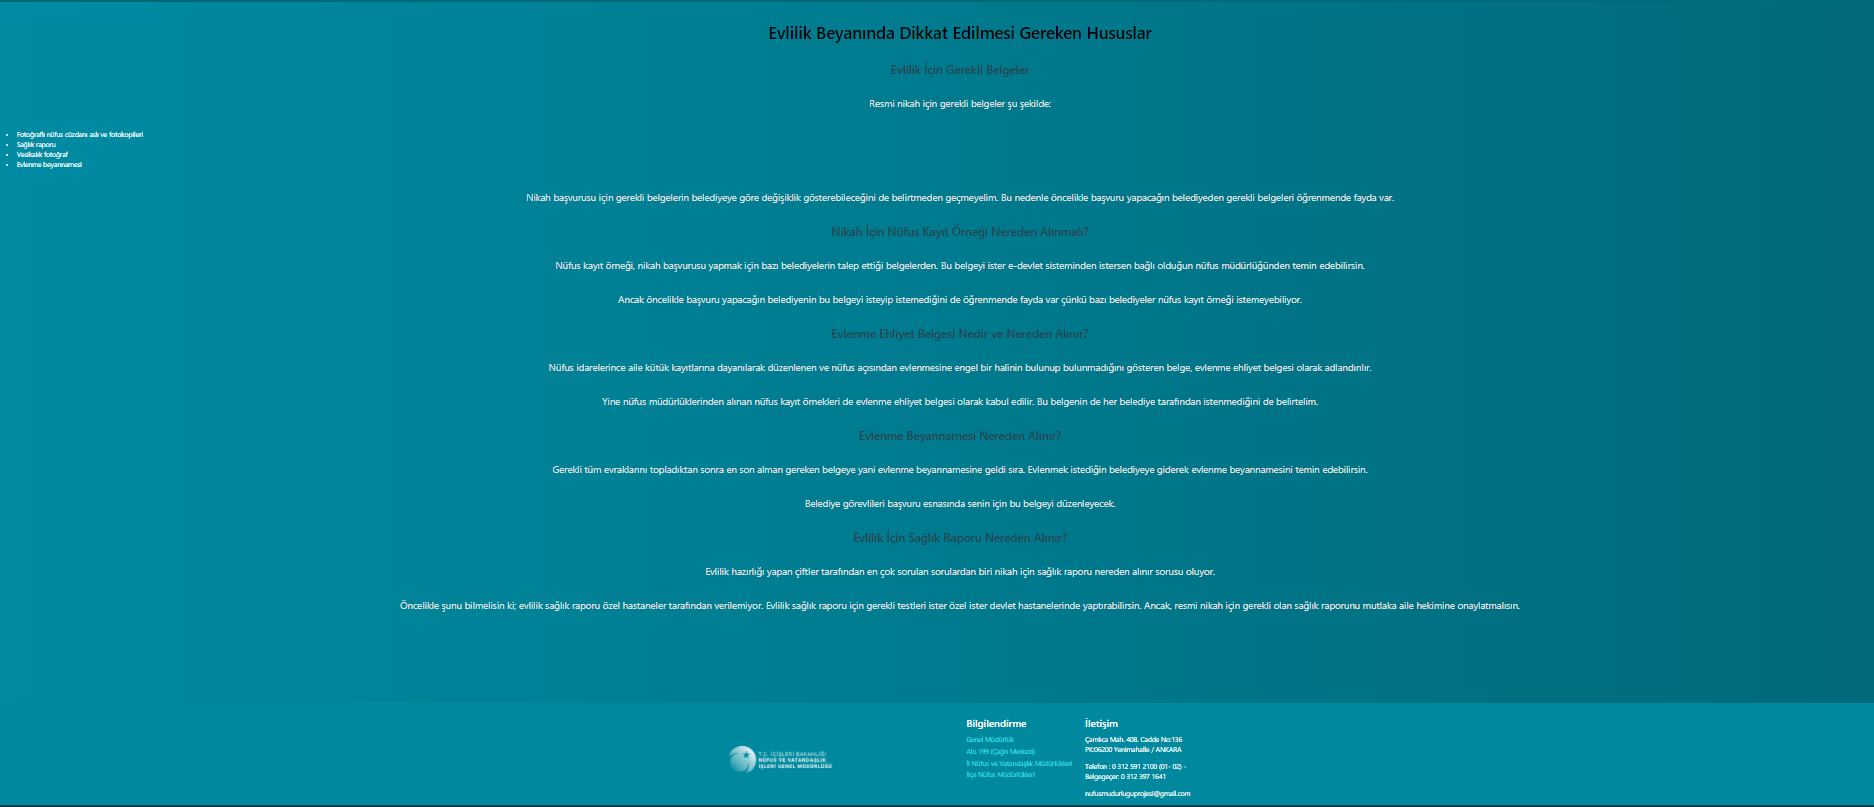 Evlilik Beyanında Dikkat Edilmesi Gereken Hususlar
Evlilik İçin Gerekli Belgeler
Resmi nikah için gerekli belgeler şu şekilde:
Fotoğraflı nüfus cüzdanı aslı ve fotokopileri
Sağlık raporu
Vesikalık fotoğraf
Evlenme beyannamesi
Nikah başvurusu için gerekli belgelerin belediyeye göre değişiklik gösterebileceğini de belirtmeden geçmeyelim. Bu nedenle öncelikle başvuru yapacağın belediyeden gerekli belgeleri öğrenmende fayda var.
Nikah İçin Nüfus Kayıt Örneği Nereden Alınmalı?
Nüfus kayıt örneği, nikah başvurusu yapmak için bazı belediyelerin talep ettiği belgelerden. Bu belgeyi ister e-devlet sisteminden istersen bağlı olduğun nüfus müdürlüğünden temin edebilirsin.
Ancak öncelikle başvuru yapacağın belediyenin bu belgeyi isteyip istemediğini de öğrenmende fayda var çünkü bazı belediyeler nüfus kayıt örneği istemeyebiliyor.
Evlenme Ehliyet Belgesi Nedir ve Nereden Alınır?
Nüfus idarelerince aile kütük kayıtlarına dayanılarak düzenlenen ve nüfus açısından evlenmesine engel bir halinin bulunup bulunmadığını gösteren belge, evlenme ehliyet belgesi olarak adlandırılır.
Yine nüfus müdürlüklerinden alınan nüfus kayıt örnekleri de evlenme ehliyet belgesi olarak kabul edilir. Bu belgenin de her belediye tarafından istenmediğini de belirtelim.
Evlenme Beyannamesi Nereden Alınır?
Gerekli tüm evraklarını topladıktan sonra en son alman gereken belgeye yani evlenme beyannamesine geldi sıra. Evlenmek istediğin belediyeye giderek evlenme beyannamesini temin edebilirsin.
Belediye görevlileri başvuru esnasında senin için bu belgeyi düzenleyecek.
Evlilik İçin Sağlık Raporu Nereden Alınır?
Evlilik hazırlığı yapan çiftler tarafından en çok sorulan sorulardan biri nikah için sağlık raporu nereden alınır sorusu oluyor.
Öncelikle şunu bilmelisin ki; evlilik sağlık raporu özel hastaneler tarafından verilemiyor. Evlilik sağlık raporu için gerekli testleri ister özel ister devlet hastanelerinde yaptırabilirsin. Ancak, resmi nikah için gerekli olan sağlık raporunu mutlaka aile hekimine onaylatmalısın.
T.C. İÇİŞLERİ BAKANLIĞI
NÜFUS VE VATANDAŞLIK
İŞLERİ GENEL MÜDÜRLÜĞÜ
Bilgilendirme
Genel Müdürlük
Alo 199 (Çağrı Merkezi)
İl Nüfus ve Vatandaşlık Müdürlükleri
İlçe Nüfus Müdürlükleri
İletişim
Çamlıca Mah. 408. Cadde No:136
PK:06200 Yenimahalle / ANKARA
Telefon : 0 312 591 2100 (01- 02) -
Belgegeçer: 0 312 397 1641
nufusmudurluguprojesi@gmail.com